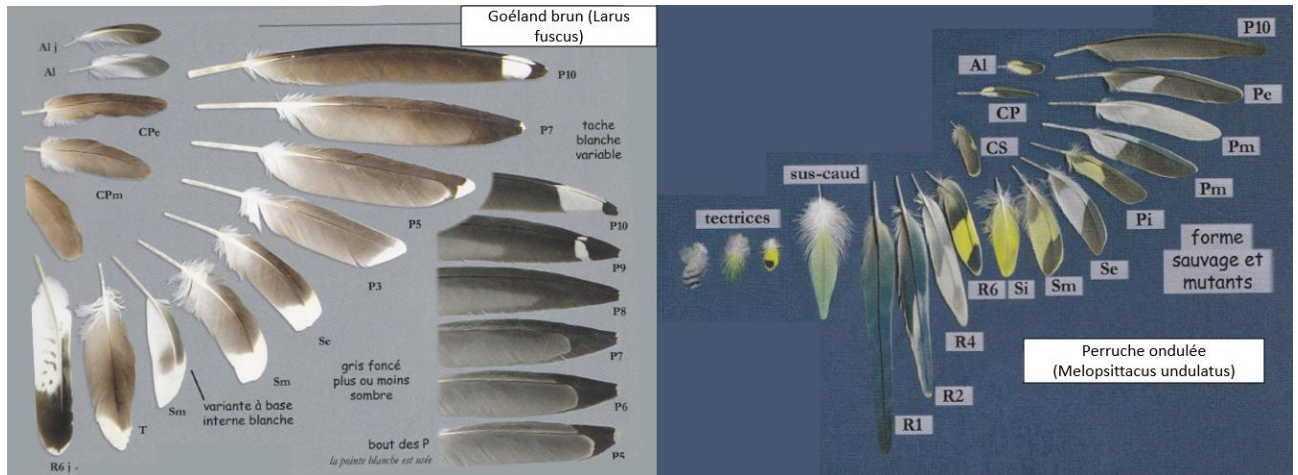 Goéland brun (Larus
fuscus)
Al j
Al
CPe
CPm
P10
P7
tache
blanche
variable
P5
P3
Se
Sm
Sm
variante à base
interne blanche
T
R6 j.
gris foncé
plus ou moins
sombre
bout des P
la pointe blanche est usée
P10
P9
P8
P7
P6
P5
P10
Al
Pe
CP
Pm
CS
Pm
sus-caud
Pi
tectrices
forme
sauvage et
mutants
Se
R6
Si
Sm
R4
Perruche ondulée
(Melopsittacus undulatus)
R2
R1